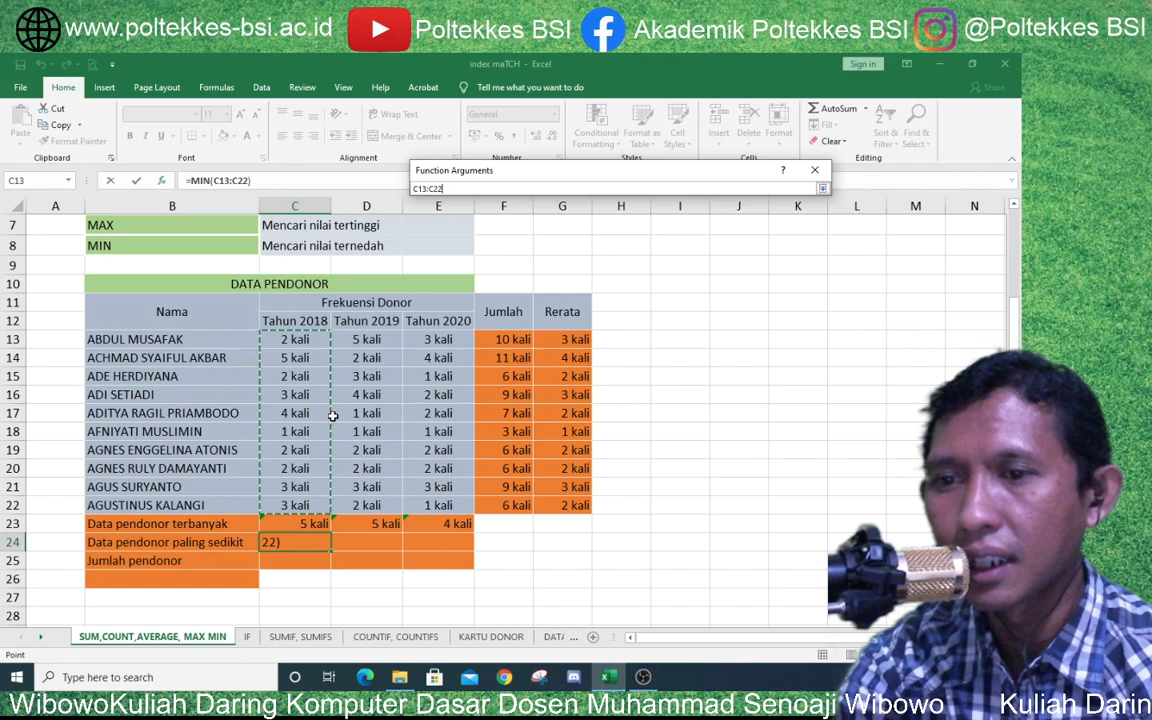 www.poltekkes-bsi.ac.id Poltekkes BSI Akademik Poltekkes BSI @Poltekkes BSI
index maTCH - Excel Sign in
File Home Insert Page Layout Formulas Data Review View Help Acrobat Tell me what you want to do Share
Paste Cut Copy Format Painter
Clipboard
11 B I U
Font
Wrap Text
Merge & Center
Alignment
General
Number
Conditional Formatting Format as Table Cell Styles
Styles
Insert Delete Format
Cells
AutoSum Fill Clear
Sort & Filter Find & Select
Editing
Function Arguments ?
C13:C22
C13 fx =MIN(C13:C22)
A B C D E F G H I J K L M N
7 MAX Mencari nilai tertinggi
8 MIN Mencari nilai ternedah
9
10 DATA PENDONOR
11 Nama Frekuensi Donor Jumlah Rerata
12 Tahun 2018 Tahun 2019 Tahun 2020
13 ABDUL MUSAFAK 2 kali 5 kali 3 kali 10 kali 3 kali
14 ACHMAD SYAIFUL AKBAR 5 kali 2 kali 4 kali 11 kali 4 kali
15 ADE HERDIYANA 2 kali 3 kali 1 kali 6 kali 2 kali
16 ADI SETIADI 3 kali 4 kali 2 kali 9 kali 3 kali
17 ADITYA RAGIL PRIAMBODO 4 kali 1 kali 2 kali 7 kali 2 kali
18 AFNIYATI MUSLIMIN 1 kali 1 kali 1 kali 3 kali 1 kali
19 AGNES ENGGELINA ATONIS 2 kali 2 kali 2 kali 6 kali 2 kali
20 AGNES RULY DAMAYANTI 2 kali 2 kali 2 kali 6 kali 2 kali
21 AGUS SURYANTO 3 kali 3 kali 3 kali 9 kali 3 kali
22 AGUSTINUS KALANGI 3 kali 2 kali 1 kali 6 kali 2 kali
23 Data pendonor terbanyak 5 kali 5 kali 4 kali
24 Data pendonor paling sedikit 22)
25 Jumlah pendonor
26
27
28
SUM,COUNT,AVERAGE, MAX MIN IF SUMIF, SUMIFS COUNTIF, COUNTIFS KARTU DONOR DAT ...
Point
Type here to search
WibowoKuliah Daring Komputer Dasar Dosen Muhammad Senoaji Wibowo Kuliah Darin